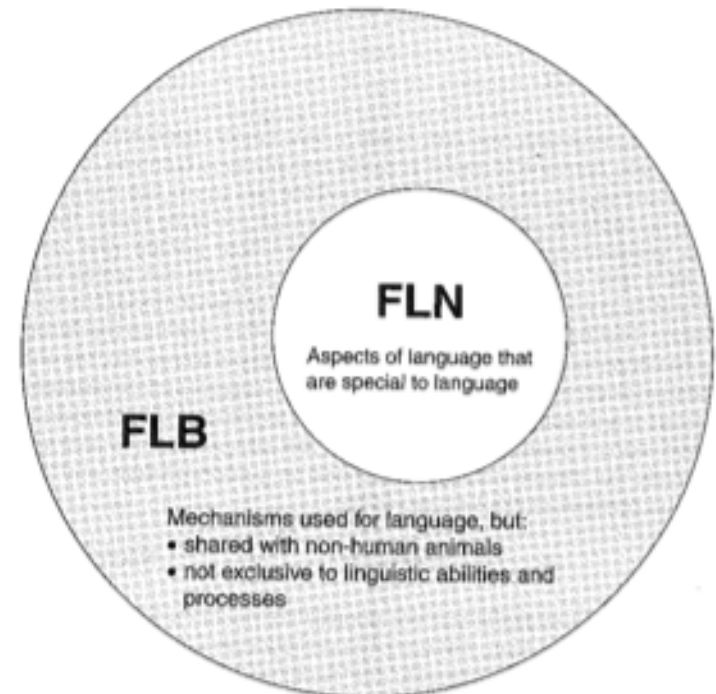 FLN
Aspects of language that
are special to language
FLB
Mechanisms used for language, but:
• shared with non-human animals
• not exclusive to linguistic abilities and
processes